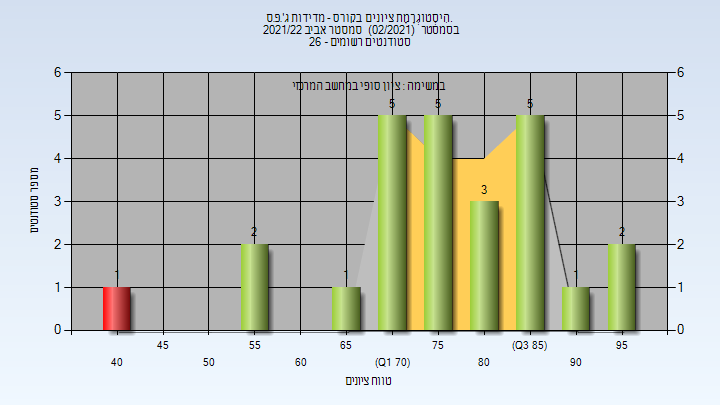 היסטוגרמת ציונים בקורס - מדידות ג'.פ.ס.
בסמסטר (02/2021) סמסטר אביב 2021/22
סטודנטים רשומים - 26
במשימה : ציון סופי במחשב המרכזי
6 6
5 5
4 4
3 3
2 2
1 1
0 0
1 2 1 5 5 3 5 1 2
מספר סטודנטים
40 45 50 55 60 65 (Q1 70) 75 80 (Q3 85) 90 95
טווח ציונים